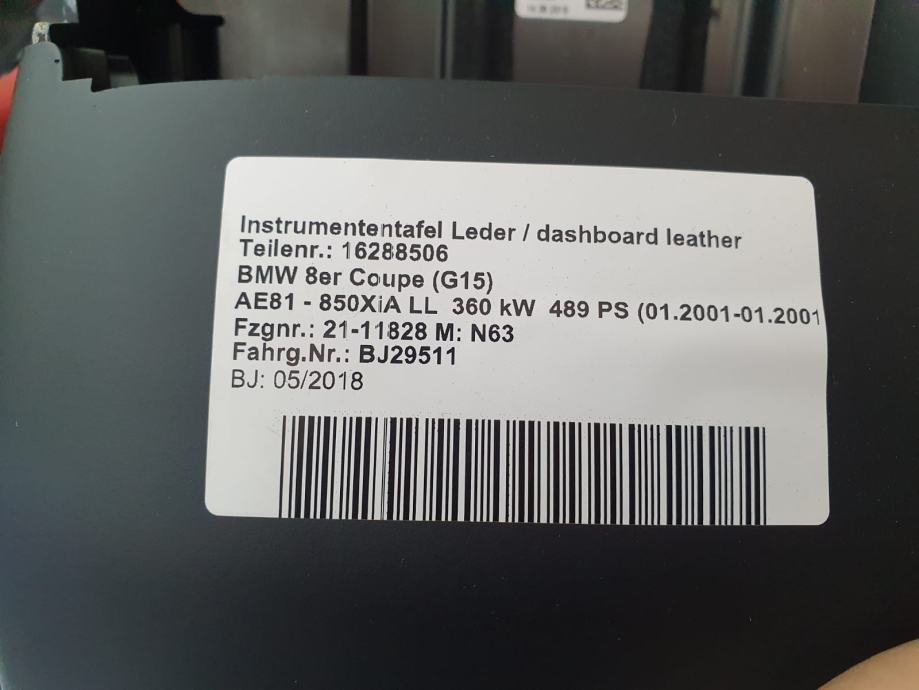 Instrumententafel Leder / dashboard leather
Teilenr.: 16288506
BMW 8er Coupe (G15)
AE81 - 850XiA LL 360 kW 489 PS (01.2001-01.2001
Fzgnr.: 21-11828 M: N63
Fahrg.Nr.: BJ29511
BJ: 05/2018